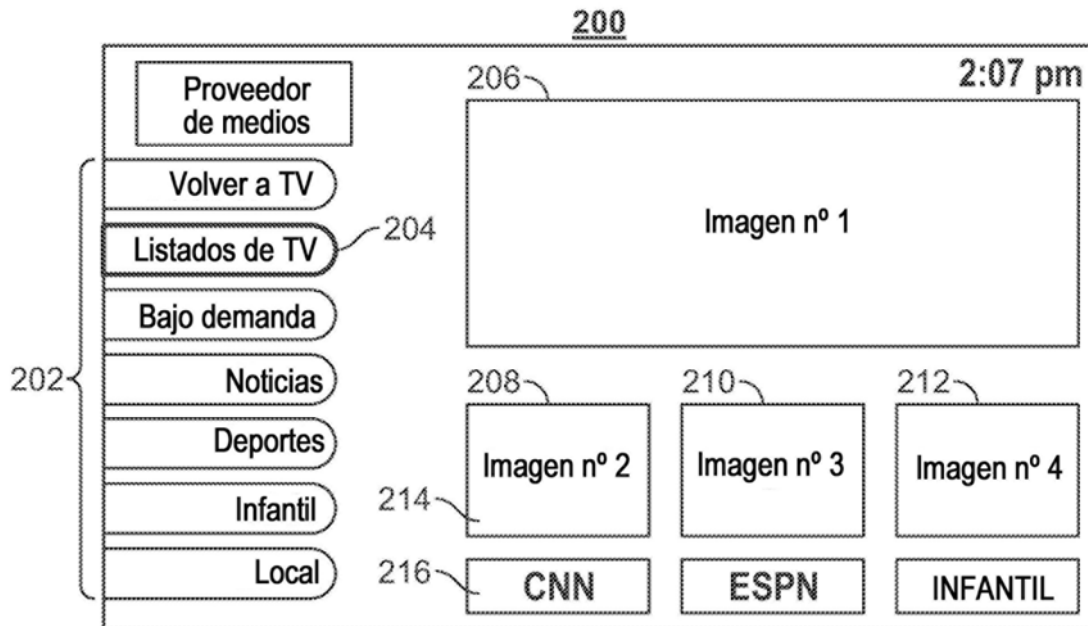 200
2:07 pm
Proveedor
de medios
206
Imagen nº 1
202
Volver a TV
Listados de TV
204
Bajo demanda
Noticias
Deportes
Infantil
Local
208
210
212
Imagen nº 2
Imagen nº 3
Imagen nº 4
214
216
CNN
ESPN
INFANTIL